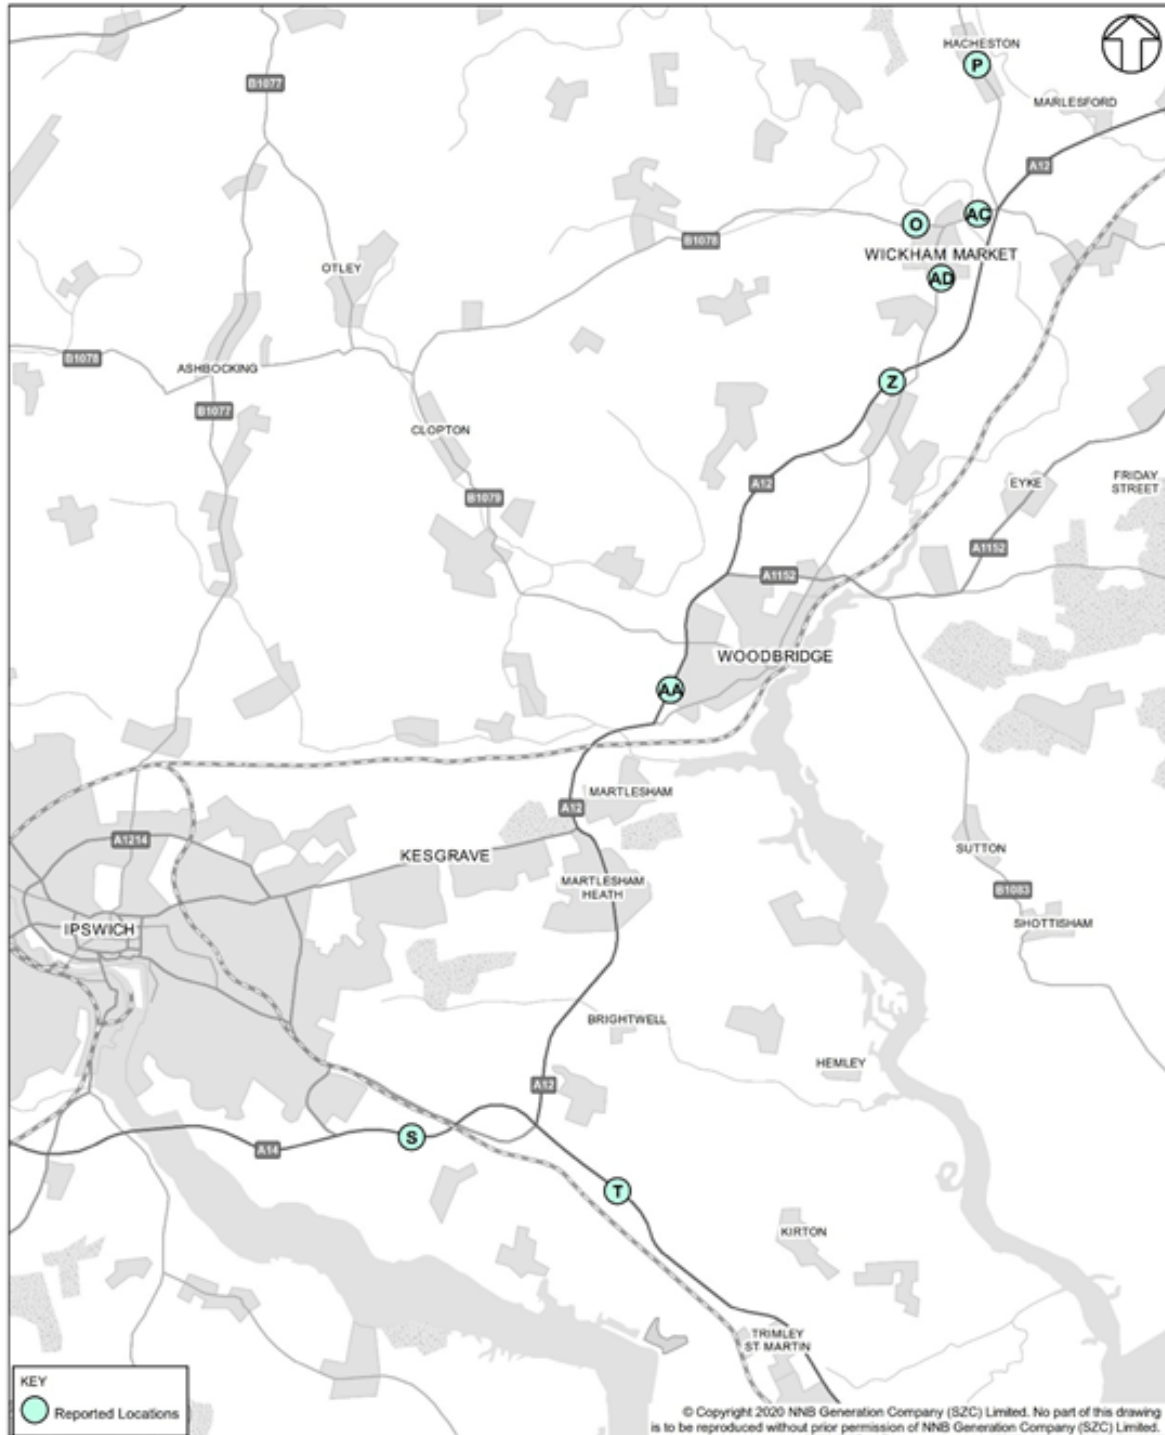 HACHESTON
P
MARLESFORD
B1077
A12
AC
O
B1078
WICKHAM MARKET
AD
OTLEY
B1078
ASHBOCKING
Z
B1077
CLOPTON
A12
EYKE
FRIDAY
STREET
B1079
A1152
A1152
WOODBRIDGE
AA
MARTLESHAM
A12
A1214
KESGRAVE
SUTTON
MARTLESHAM
HEATH
B1083
IPSWICH
SHOTTISHAM
BRIGHTWELL
HEMLEY
A12
S
A14
T
KIRTON
TRIMLEY
ST MARTIN
KEY
Reported Locations
© Copyright 2020 NNB Generation Company (SZC) Limited. No part of this drawing
is to be reproduced without prior permission of NNB Generation Company (SZC) Limited.